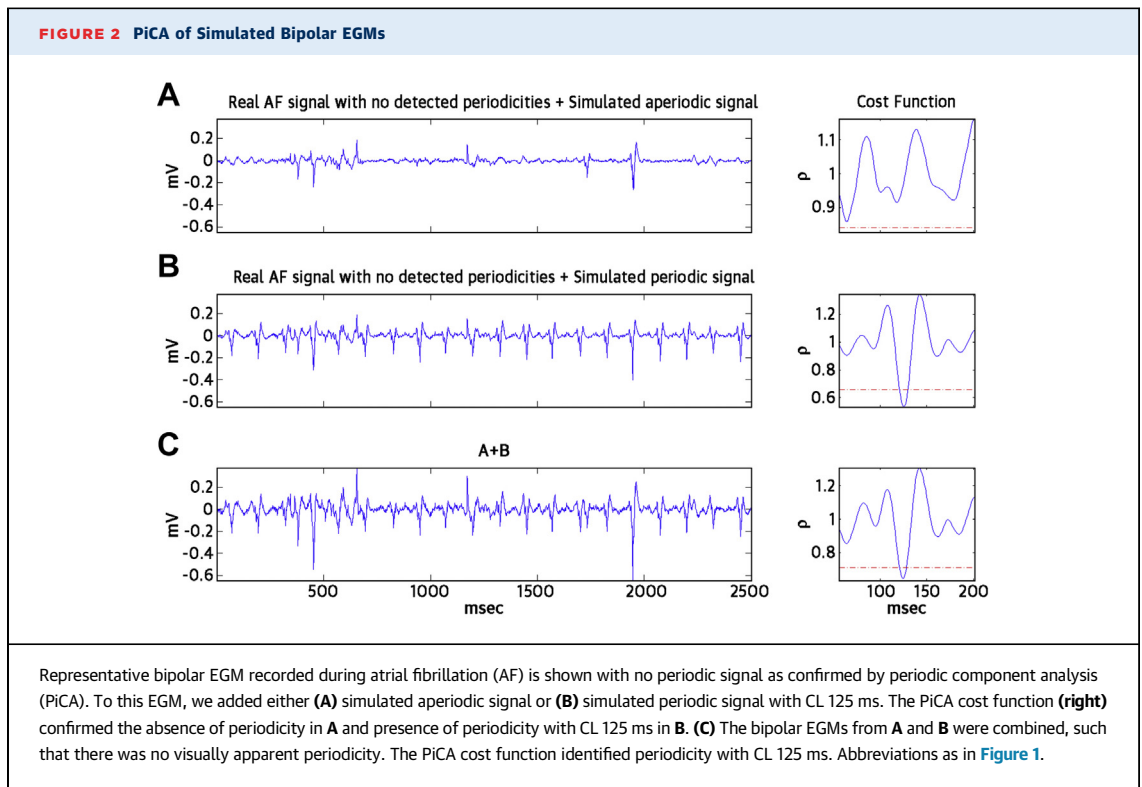 FIGURE 2 PiCA of Simulated Bipolar EGMs
A
Real AF signal with no detected periodicities + Simulated aperiodic signal
Cost Function
mV
0.2
0
-0.2
-0.4
-0.6
ρ
1.1
1
0.9
B
Real AF signal with no detected periodicities + Simulated periodic signal
mV
0.2
0
-0.2
-0.4
-0.6
ρ
1.2
1
0.8
0.6
C
A+B
mV
0.2
0
-0.2
-0.4
-0.6
500 1000 1500 2000 2500
msec
ρ
1.2
1
0.8
100 150 200
msec
Representative bipolar EGM recorded during atrial fibrillation (AF) is shown with no periodic signal as confirmed by periodic component analysis
(PiCA). To this EGM, we added either (A) simulated aperiodic signal or (B) simulated periodic signal with CL 125 ms. The PiCA cost function (right)
confirmed the absence of periodicity in A and presence of periodicity with CL 125 ms in B. (C) The bipolar EGMs from A and B were combined, such
that there was no visually apparent periodicity. The PiCA cost function identified periodicity with CL 125 ms. Abbreviations as in Figure 1.